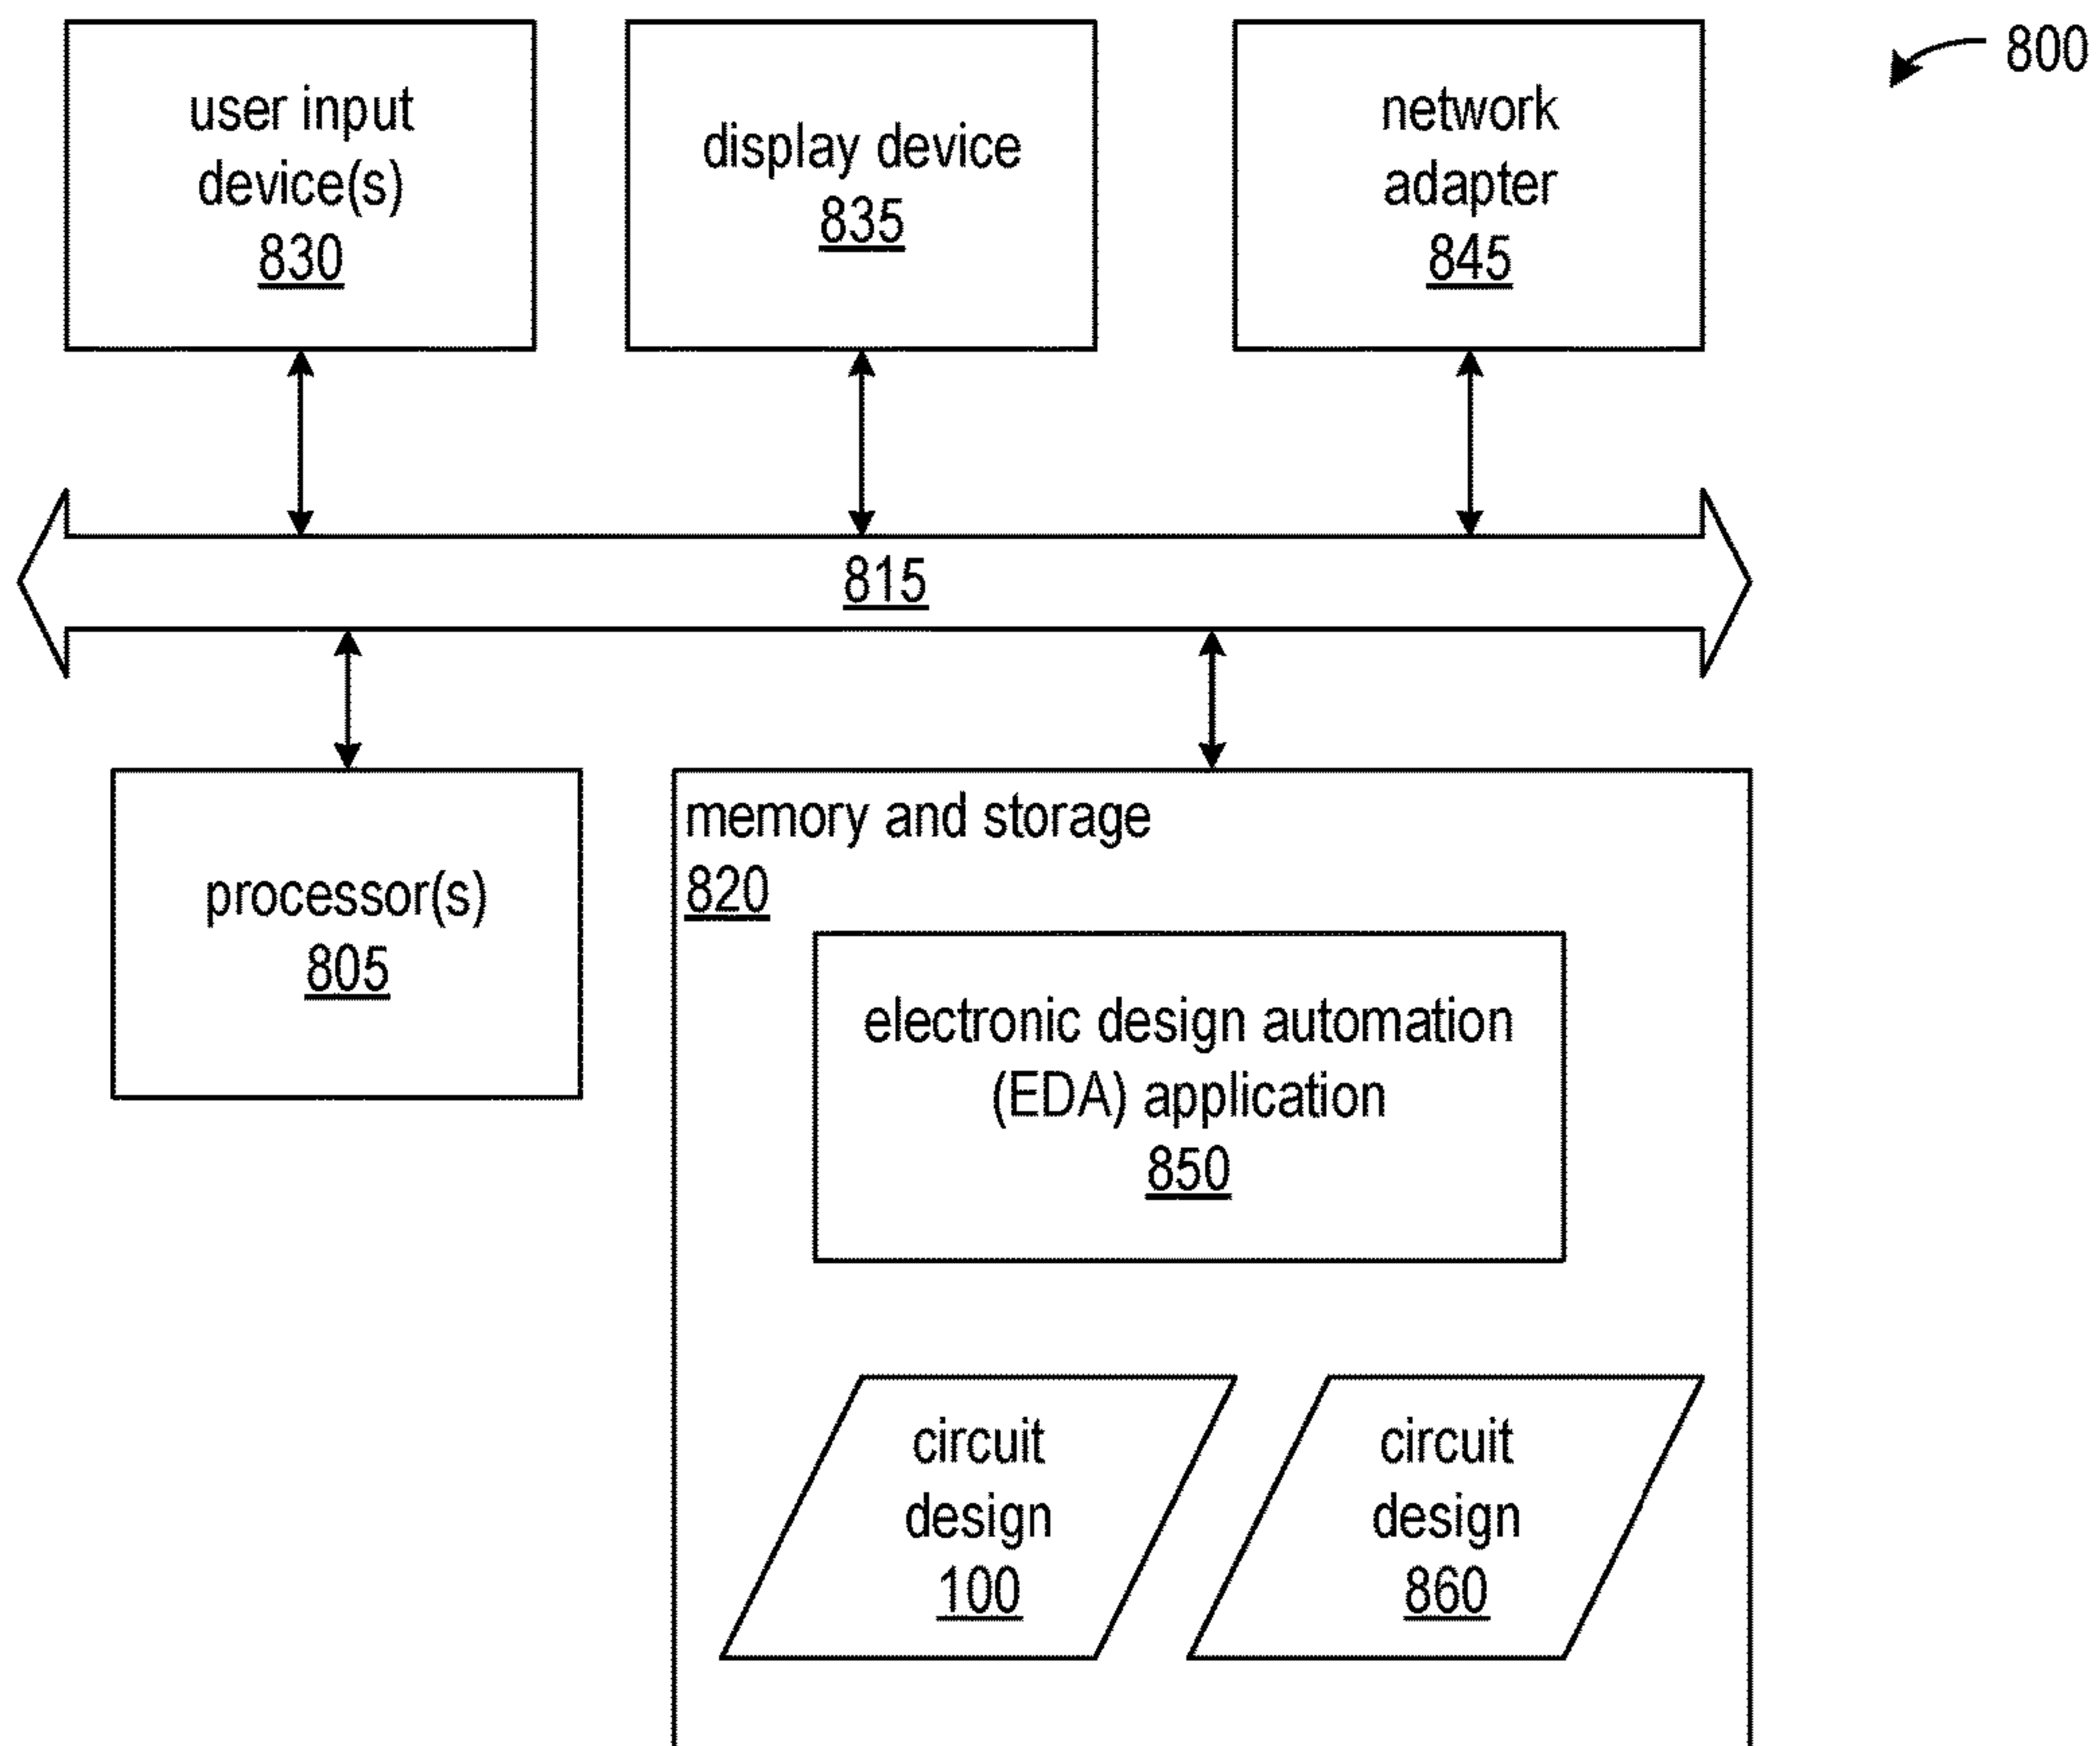 800
user input
device(s)
830
display device
835
network
adapter
845
815
processor(s)
805
memory and storage
820
electronic design automation
(EDA) application
850
circuit
design
100
circuit
design
860